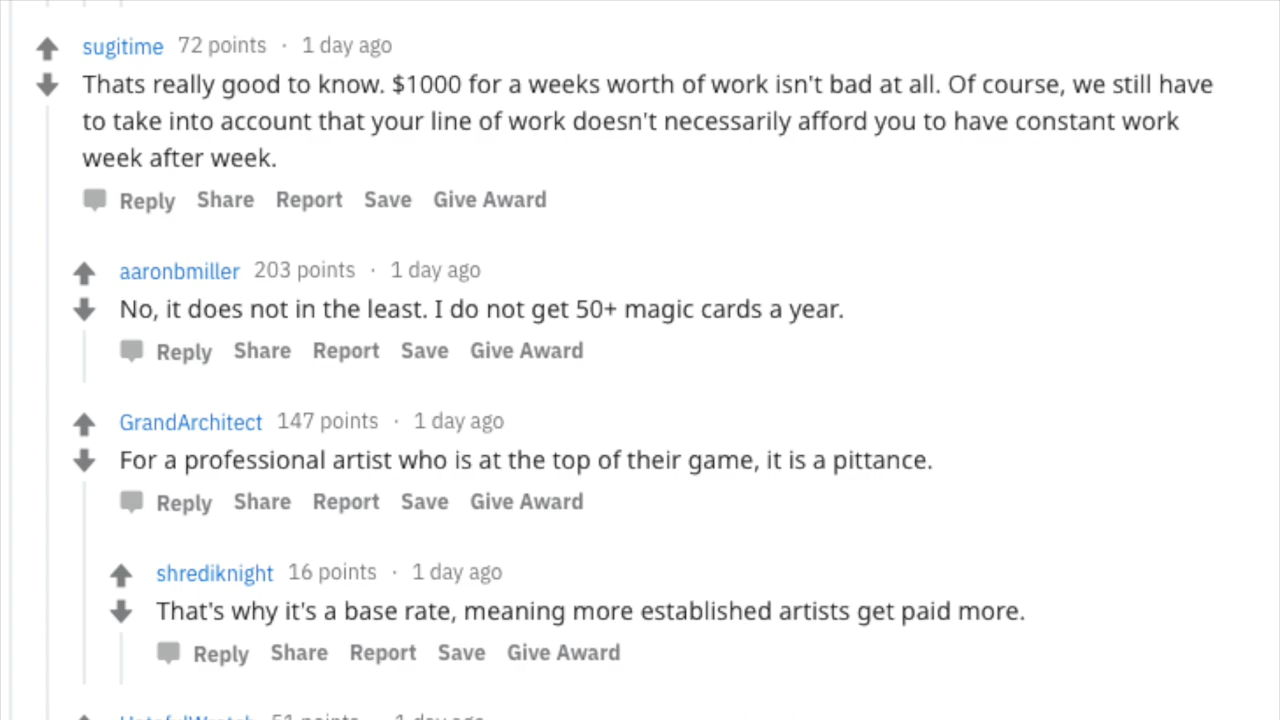 sugitime 72 points · 1 day ago
Thats really good to know. $1000 for a weeks worth of work isn't bad at all. Of course, we still have
to take into account that your line of work doesn't necessarily afford you to have constant work
week after week.
Reply Share Report Save Give Award
aaronbmiller 203 points · 1 day ago
No, it does not in the least. I do not get 50+ magic cards a year.
Reply Share Report Save Give Award
GrandArchitect 147 points · 1 day ago
For a professional artist who is at the top of their game, it is a pittance.
Reply Share Report Save Give Award
shrediknight 16 points · 1 day ago
That's why it's a base rate, meaning more established artists get paid more.
Reply Share Report Save Give Award
51 points · 1 day ago